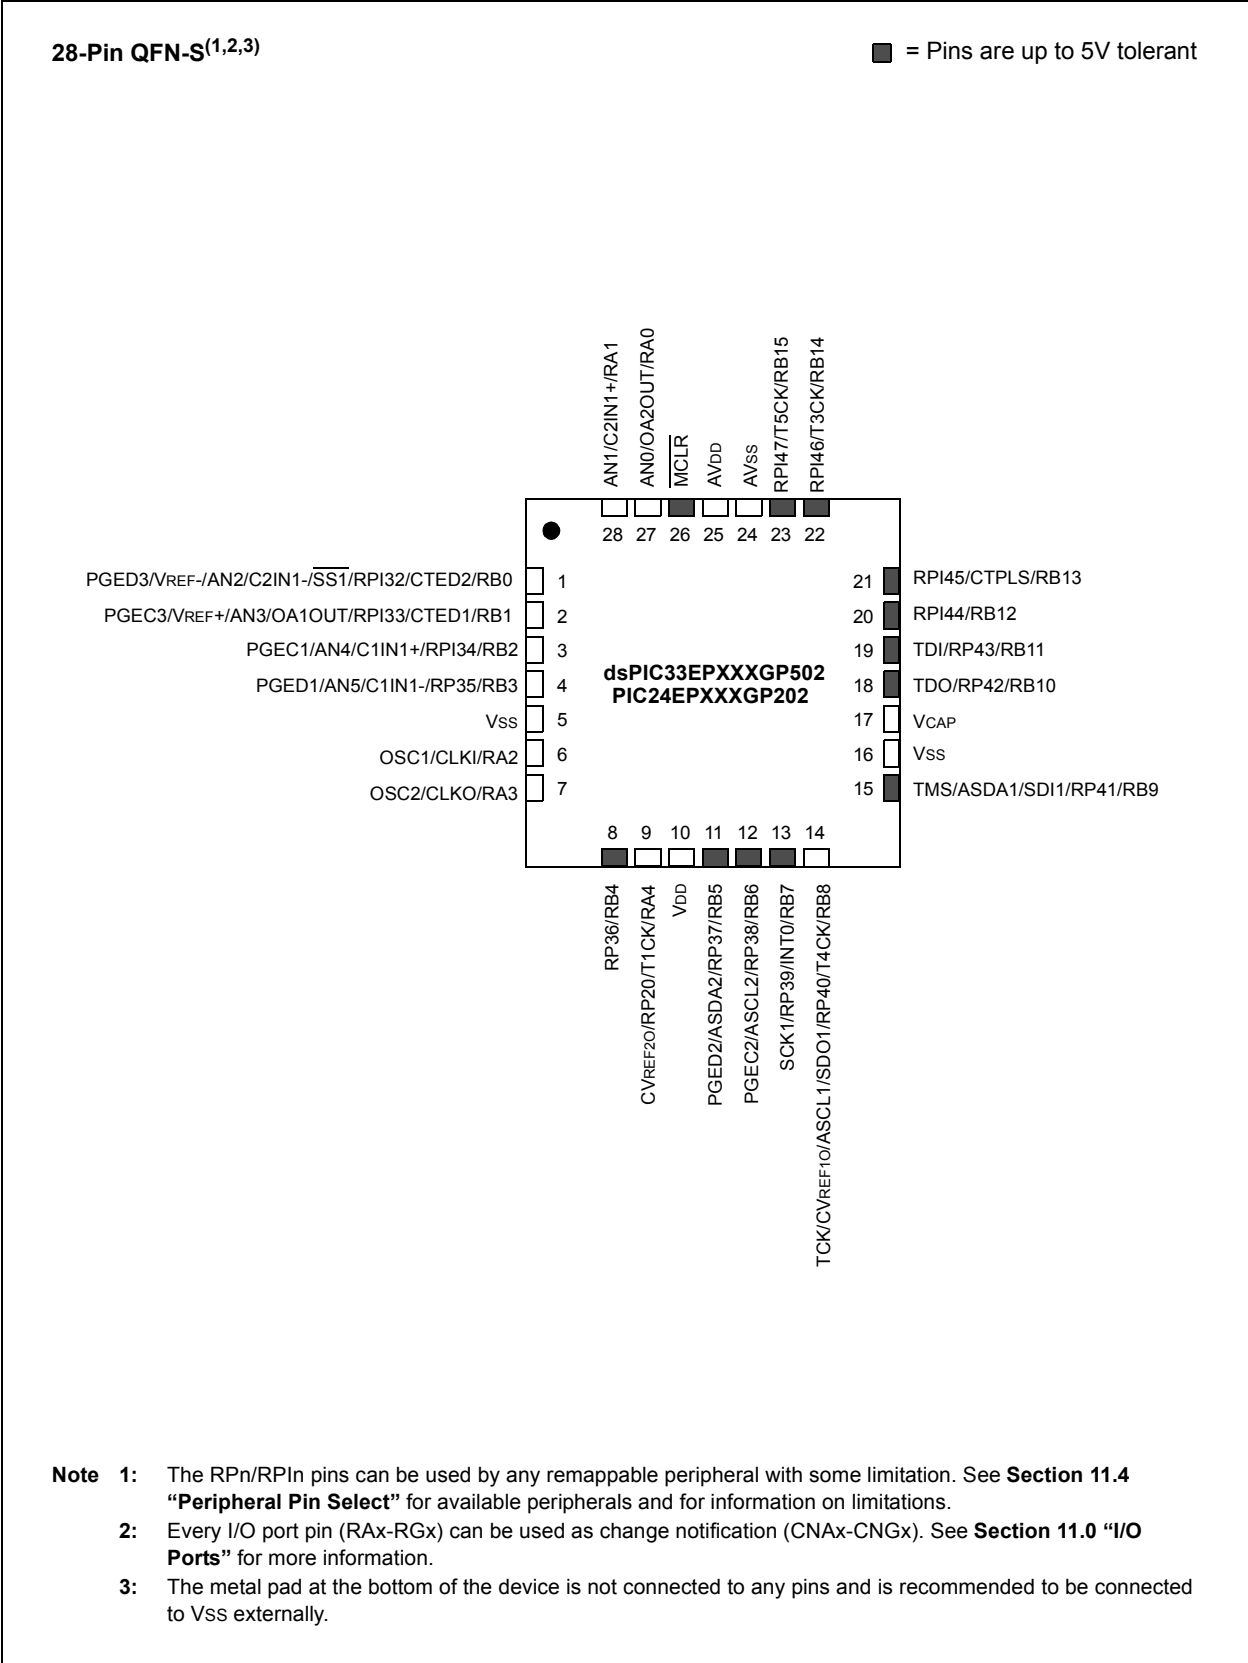 28-Pin QFN-S(1,2,3)
= Pins are up to 5V tolerant
AN1/C2IN1+/RA1
AN0/OA2OUT/RA0
MCLR
AVDD
AVSS
RPI47/T5CK/RB15
RPI46/T3CK/RB14
28 27 26 25 24 23 22
PGED3/VREF-/AN2/C2IN1-/SS1/RPI32/CTED2/RB0 1
PGEC3/VREF+/AN3/OA1OUT/RPI33/CTED1/RB1 2
PGEC1/AN4/C1IN1+/RPI34/RB2 3
PGED1/AN5/C1IN1-/RP35/RB3 4
VSS 5
OSC1/CLKI/RA2 6
OSC2/CLKO/RA3 7
dsPIC33EPXXXGP502
PIC24EPXXXGP202
21 RPI45/CTPLS/RB13
20 RPI44/RB12
19 TDI/RP43/RB11
18 TDO/RP42/RB10
17 VCAP
16 VSS
15 TMS/ASDA1/SDI1/RP41/RB9
8 9 10 11 12 13 14
RP36/RB4
CVREF2O/RP20/T1CK/RA4
VDD
PGED2/ASDA2/RP37/RB5
PGEC2/ASCL2/RP38/RB6
SCK1/RP39/INT0/RB7
TCK/CVREF1O/ASCL1/SDO1/RP40/T4CK/RB8
Note 1: The RPn/RPIn pins can be used by any remappable peripheral with some limitation. See Section 11.4
“Peripheral Pin Select” for available peripherals and for information on limitations.
2: Every I/O port pin (RAx-RGx) can be used as change notification (CNAx-CNGx). See Section 11.0 “I/O
Ports” for more information.
3: The metal pad at the bottom of the device is not connected to any pins and is recommended to be connected
to VSS externally.